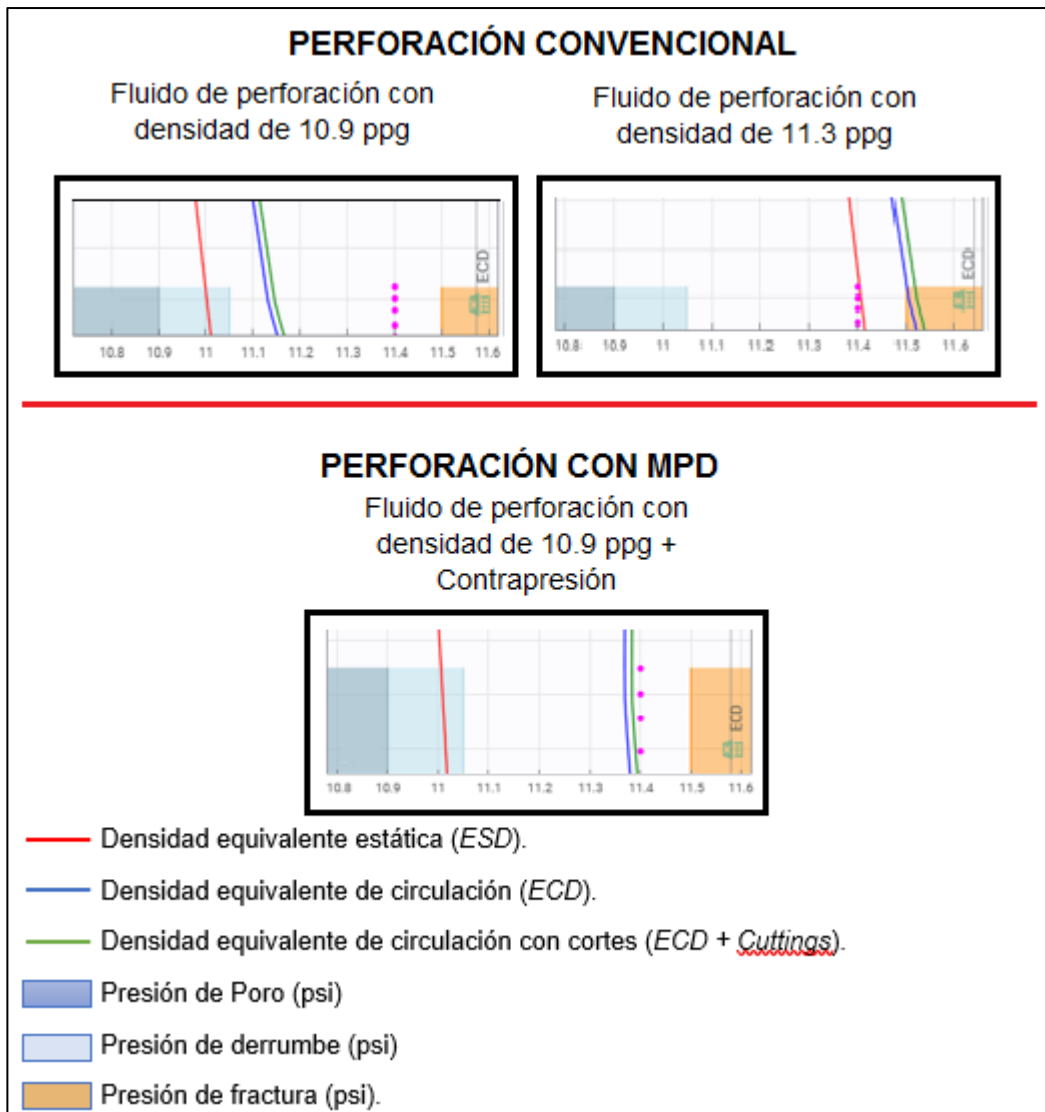 PERFORACIÓN CONVENCIONAL
Fluido de perforación con
densidad de 10.9 ppg
Fluido de perforación con
densidad de 11.3 ppg
ECD
10.8 10.9 11 11.1 11.2 11.3 11.4 11.5 11.6
ECD
10.8 10.9 11 11.1 11.2 11.3 11.4 11.5 11.6
PERFORACIÓN CON MPD
Fluido de perforación con
densidad de 10.9 ppg +
Contrapresión
ECD
10.8 10.9 11 11.1 11.2 11.3 11.4 11.5 11.6
Densidad equivalente estática (ESD).
Densidad equivalente de circulación (ECD).
Densidad equivalente de circulación con cortes (ECD + Cuttings).
Presión de Poro (psi)
Presión de derrumbe (psi)
Presión de fractura (psi).